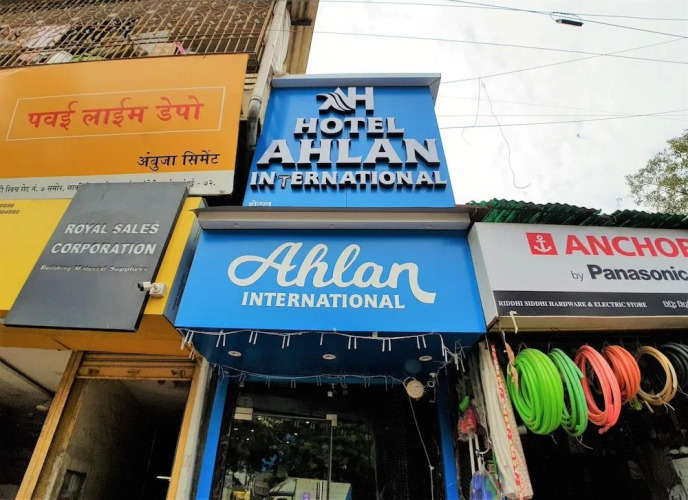 पवई लाईम डेपो
अंबुजा सिमेंट
ROYAL SALES
CORPORATION
Building Material Suppliers
AH
HOTEL
AHLAN
INTERNATIONAL
Ahlan
INTERNATIONAL
ANCHOR
by Panasonic
RIDDHI SIDDHI HARDWARE & ELECTRIC STORE